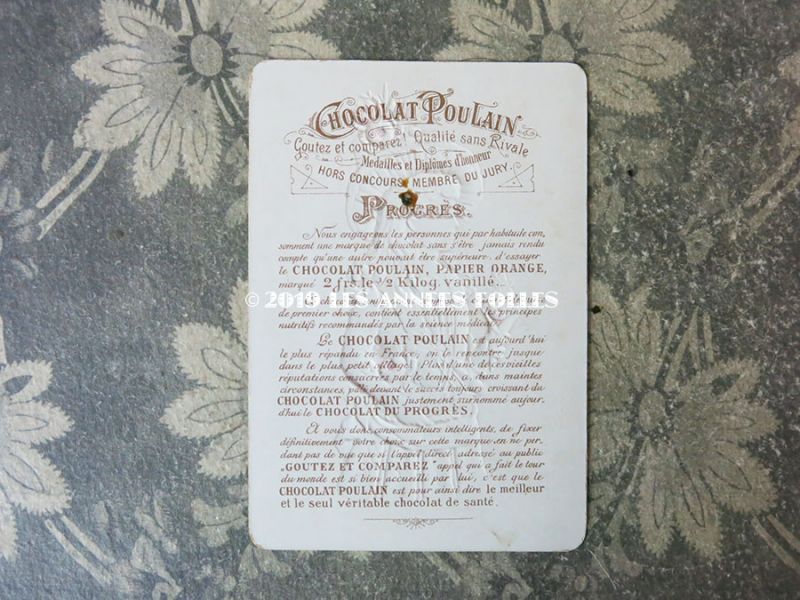 CHOCOLAT POULAIN
Goutez et comparez! Qualité sans Rivale
Médailles et Diplômes d'honneur
HORS CONCOURS, MEMBRE DU JURY.
PROGRÈS.
Nous engageons les personnes qui par habitude con,
somment une marque de chocolat sans s'être jamais rendu
compte qu'une autre pouvait être supérieure, d'essayer
le CHOCOLAT POULAIN, PAPIER ORANGE,
marqué 2 frs le 1/2 Kilog. vanillé...
© 2019 LES ANNEES FOLLES
de premier choix, contient essentiellement les principes
nutritifs recommandés par la science médicale.
Le CHOCOLAT POULAIN est aujourd'hui
le plus répandu en France, on le rencontre jusque
dans le plus petit village. Plus d'une de ces vieilles
réputations consacrées par le temps, a, dans maintes
circonstances, pâli devant le succès toujours croissant du
CHOCOLAT POULAIN justement surnommé aujour,
d'hui le CHOCOLAT DU PROGRÈS.
Et vous donc, consommateurs intelligents, de fixer
définitivement votre choix sur cette marque, en ne per,
dant pas de vue que si l'appel direct adressé au public
„GOUTEZ ET COMPAREZ" appel qui a fait le tour
du monde est si bien accueilli par lui, c'est que le
CHOCOLAT POULAIN est pour ainsi dire le meilleur
et le seul véritable chocolat de santé.